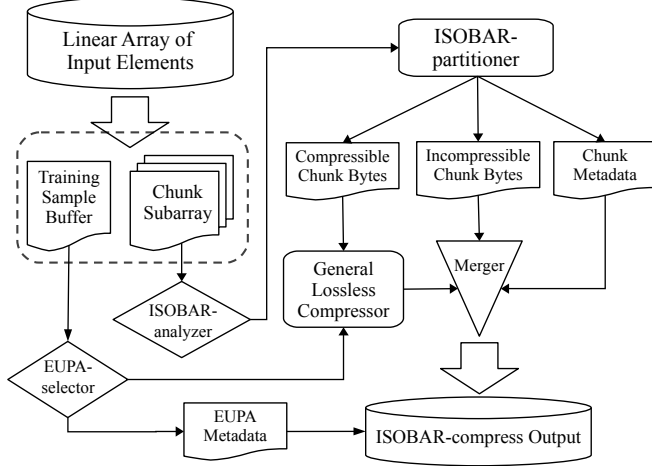 Linear Array of
Input Elements
ISOBAR-
partitioner
Training
Sample
Buffer
Chunk
Subarray
Compressible
Chunk Bytes
Incompressible
Chunk Bytes
Chunk
Metadata
ISOBAR-
analyzer
General
Lossless
Compressor
Merger
EUPA-
selector
EUPA
Metadata
ISOBAR-compress Output